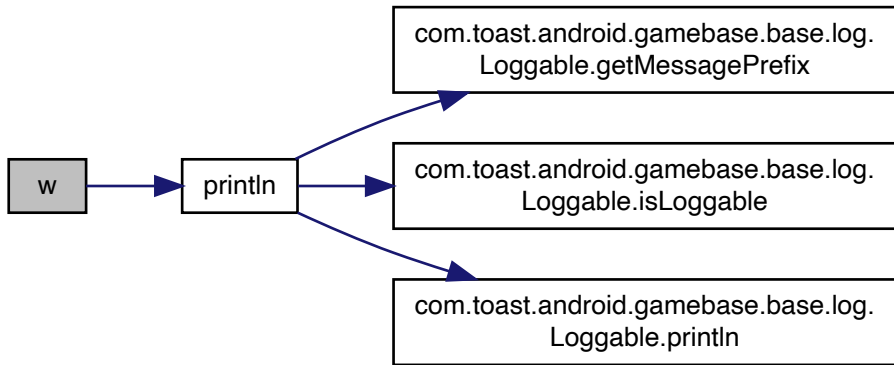 w
println
com.toast.android.gamebase.base.log.
Loggable.getMessagePrefix
com.toast.android.gamebase.base.log.
Loggable.isLoggable
com.toast.android.gamebase.base.log.
Loggable.println